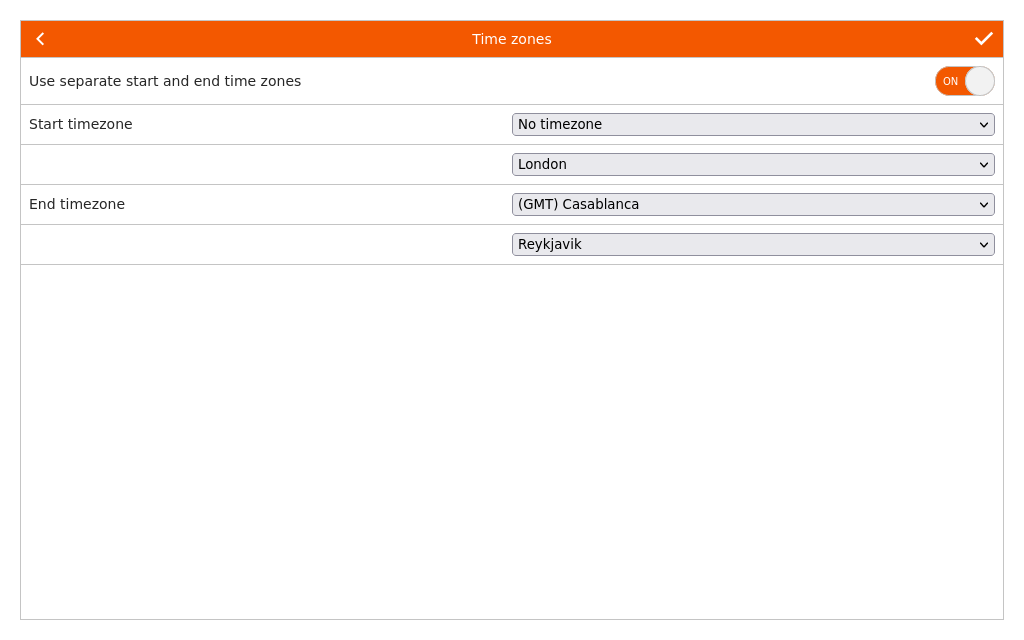 Time zones
Use separate start and end time zones
ON
Start timezone
No timezone
London
End timezone
(GMT) Casablanca
Reykjavik